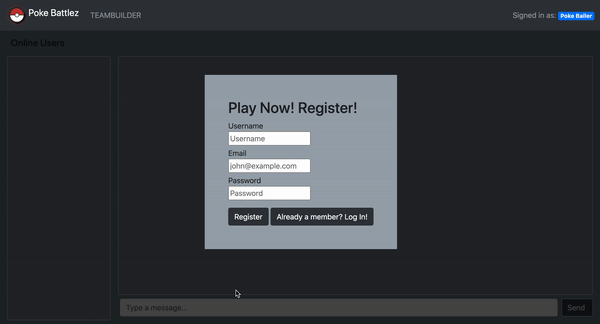 Poke Battlez TEAMBUILDER Signed in as: Poke Baller
Online Users
Play Now! Register!
Username
Username
Email
john@example.com
Password
Password
Register Already a member? Log In!
Type a message... Send